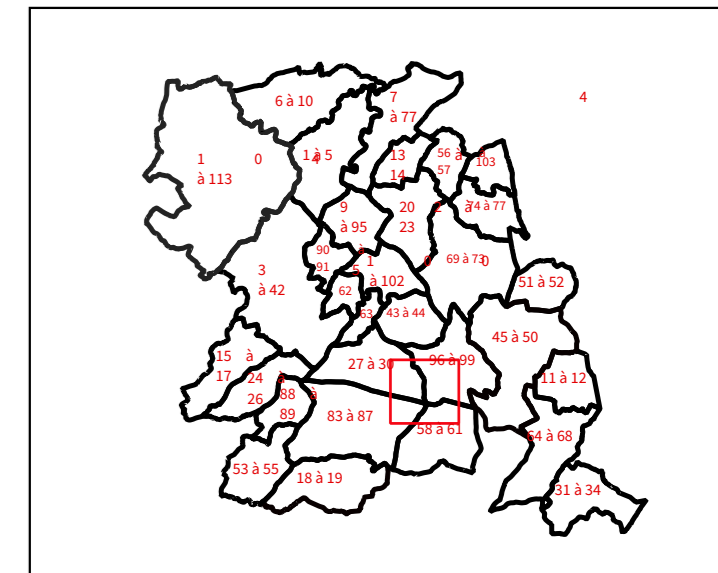 4
7
à 77
6 à 10
1 0 4
à 113
1 à 5
13
14
56 à
57
à
103
9
à 95
20 2 à
23
74 à 77
90 à
91
5 1 0
à 102
69 à 73
0
3
à 42
62
51 à 52
63
43 à 44
45 à 50
15 à
17
27 à 30
96 à 99
24 à
26
11 à 12
88 à
89
83 à 87
58 à 61
64 à 68
53 à 55
18 à 19
31 à 34